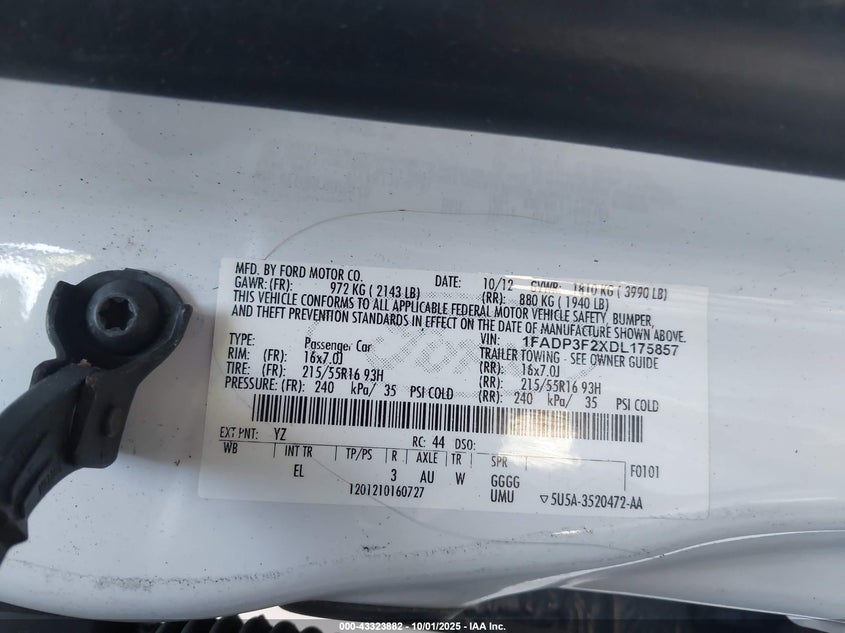 MFD. BY FORD MOTOR CO. DATE: 10/12 GVWR: 1810 KG ( 3990 LB)
GAWR: (FR): 972 KG ( 2143 LB) (RR): 880 KG ( 1940 LB)
THIS VEHICLE CONFORMS TO ALL APPLICABLE FEDERAL MOTOR VEHICLE SAFETY, BUMPER,
AND THEFT PREVENTION STANDARDS IN EFFECT ON THE DATE OF MANUFACTURE SHOWN ABOVE.
VIN: 1FADP3F2XDL175857
TYPE: Passenger Car TRAILER TOWING - SEE OWNER GUIDE
RIM: (FR): 16x7.0J (RR): 16x7.0J
TIRE: (FR): 215/55R16 93H (RR): 215/55R16 93H
PRESSURE: (FR): 240 kPa/ 35 PSI COLD (RR): 240 kPa/ 35 PSI COLD
EXT PNT: YZ RC: 44 DSO:
WB INT TR TP/PS R AXLE TR SPR F0101
EL 3 AU W GGGG
1201210160727 UMU ▽5U5A-3520472-AA
000-43323882 - 10/01/2025 - IAA Inc.